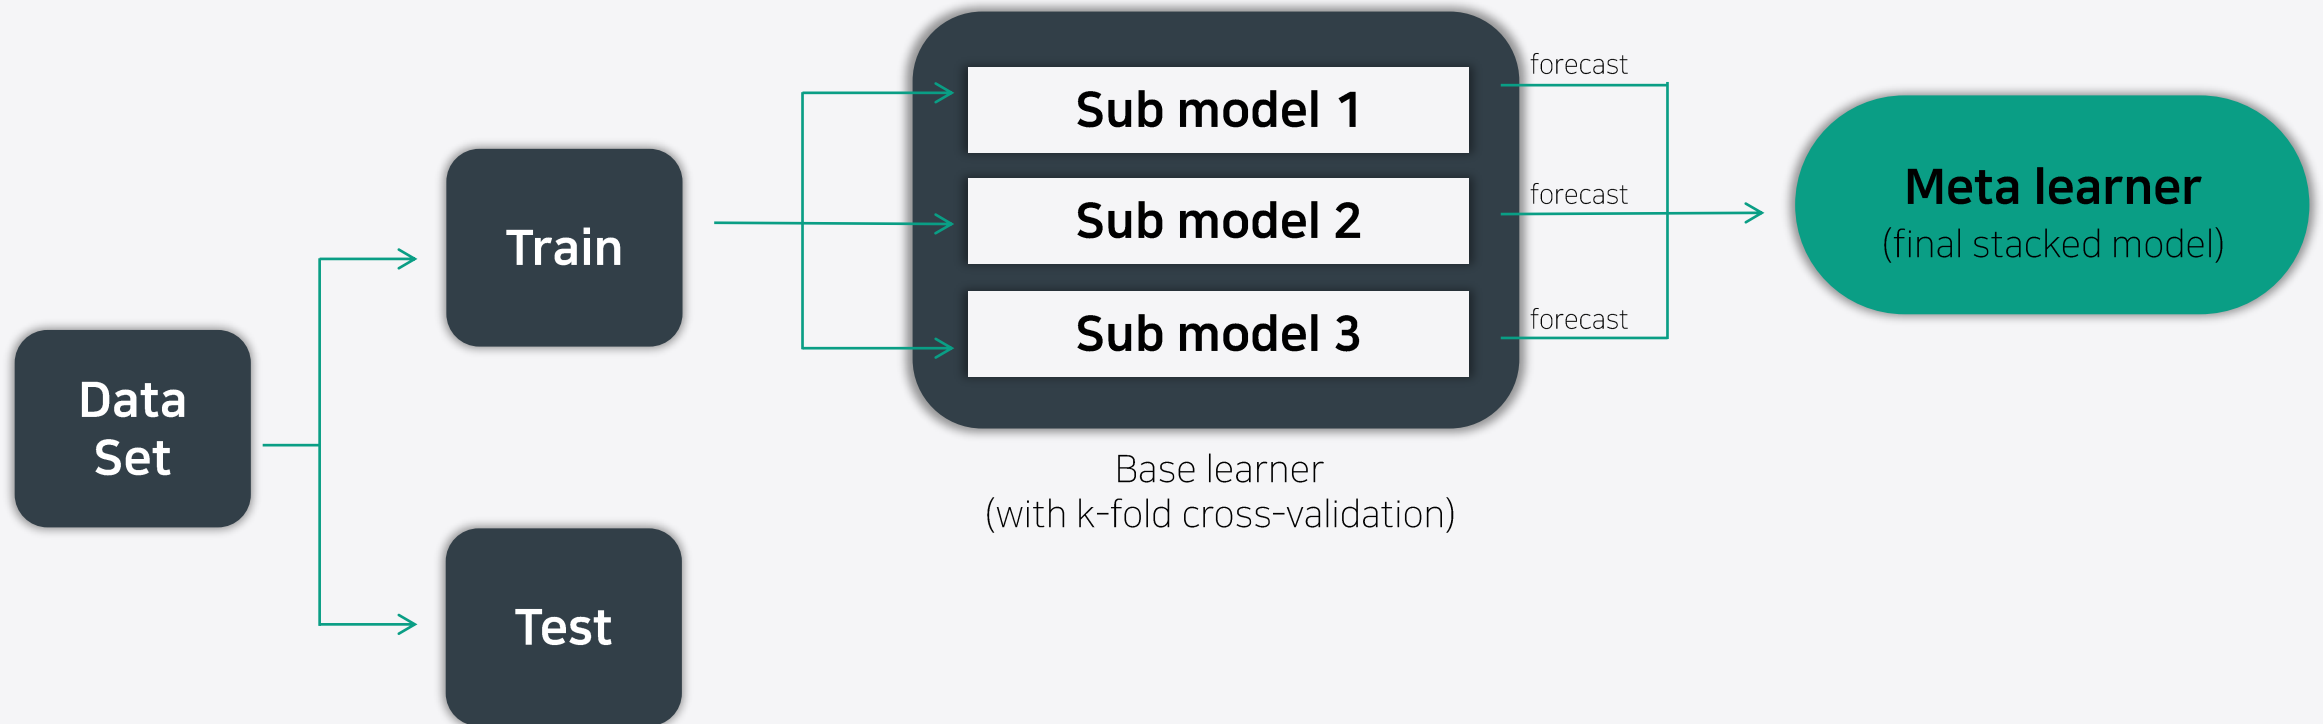 Data
Set
Train
Test
Sub model 1
Sub model 2
Sub model 3
Base learner
(with k-fold cross-validation)
forecast
forecast
forecast
Meta learner
(final stacked model)